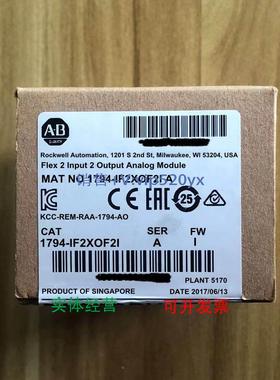 AB
Rockwell Automation, 1201 S 2nd St, Milwaukee, WI 53204, USA
Flex 2 Input 2 Output Analog Module
MAT NO 1794-IF2XOF2I A
KCC-REM-RAA-1794-AO
CE
25
CAT
SER
FW
1794-IF2XOF2I
A
I
PLANT 5170
实体经营
可开发票
PRODUCT OF SINGAPORE
DATE 2017/06/13